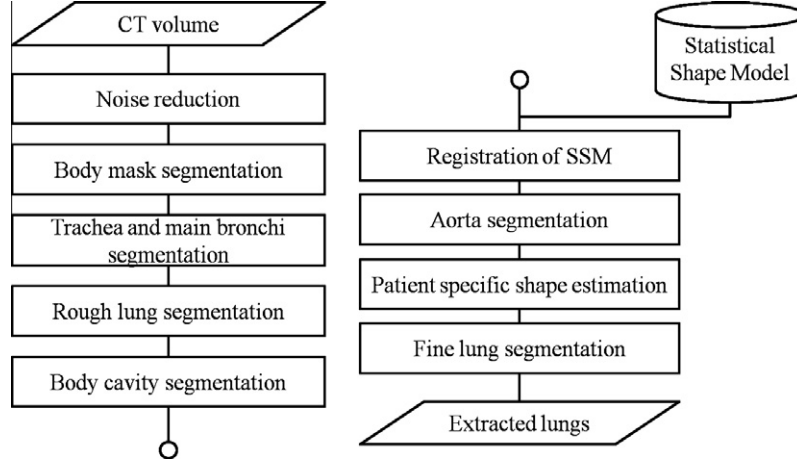 CT volume
Noise reduction
Body mask segmentation
Trachea and main bronchi
segmentation
Rough lung segmentation
Body cavity segmentation
Statistical
Shape Model
Registration of SSM
Aorta segmentation
Patient specific shape estimation
Fine lung segmentation
Extracted lungs